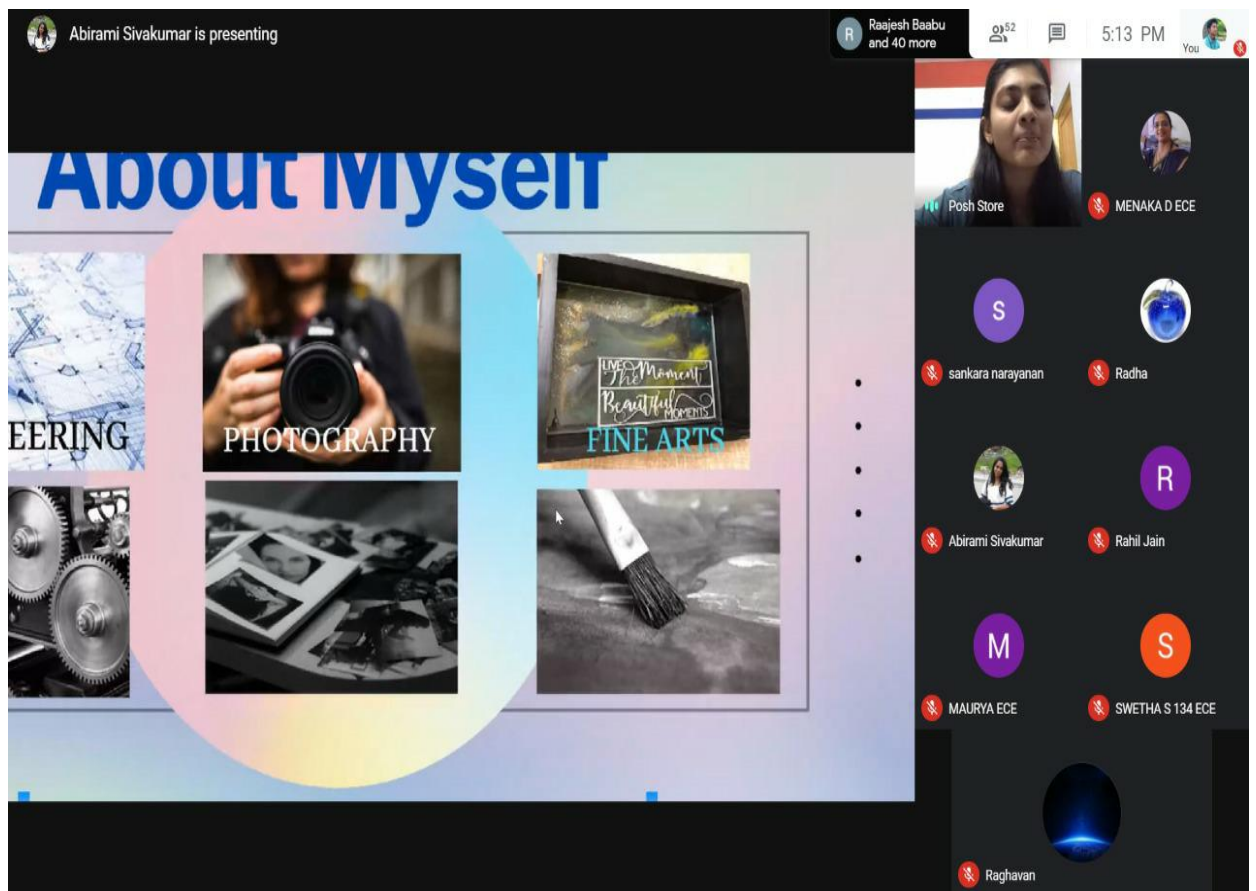 Abirami Sivakumar is presenting
R
Raajesh Baabu
and 40 more
52
5:13 PM
You
About Myself
EERING
PHOTOGRAPHY
LIVE
The Moment
Beautiful
MOMENTS
FINE ARTS
Posh Store
MENAKA D ECE
S
sankara narayanan
Radha
Abirami Sivakumar
R
Rahil Jain
M
MAURYA ECE
S
SWETHA S 134 ECE
Raghavan